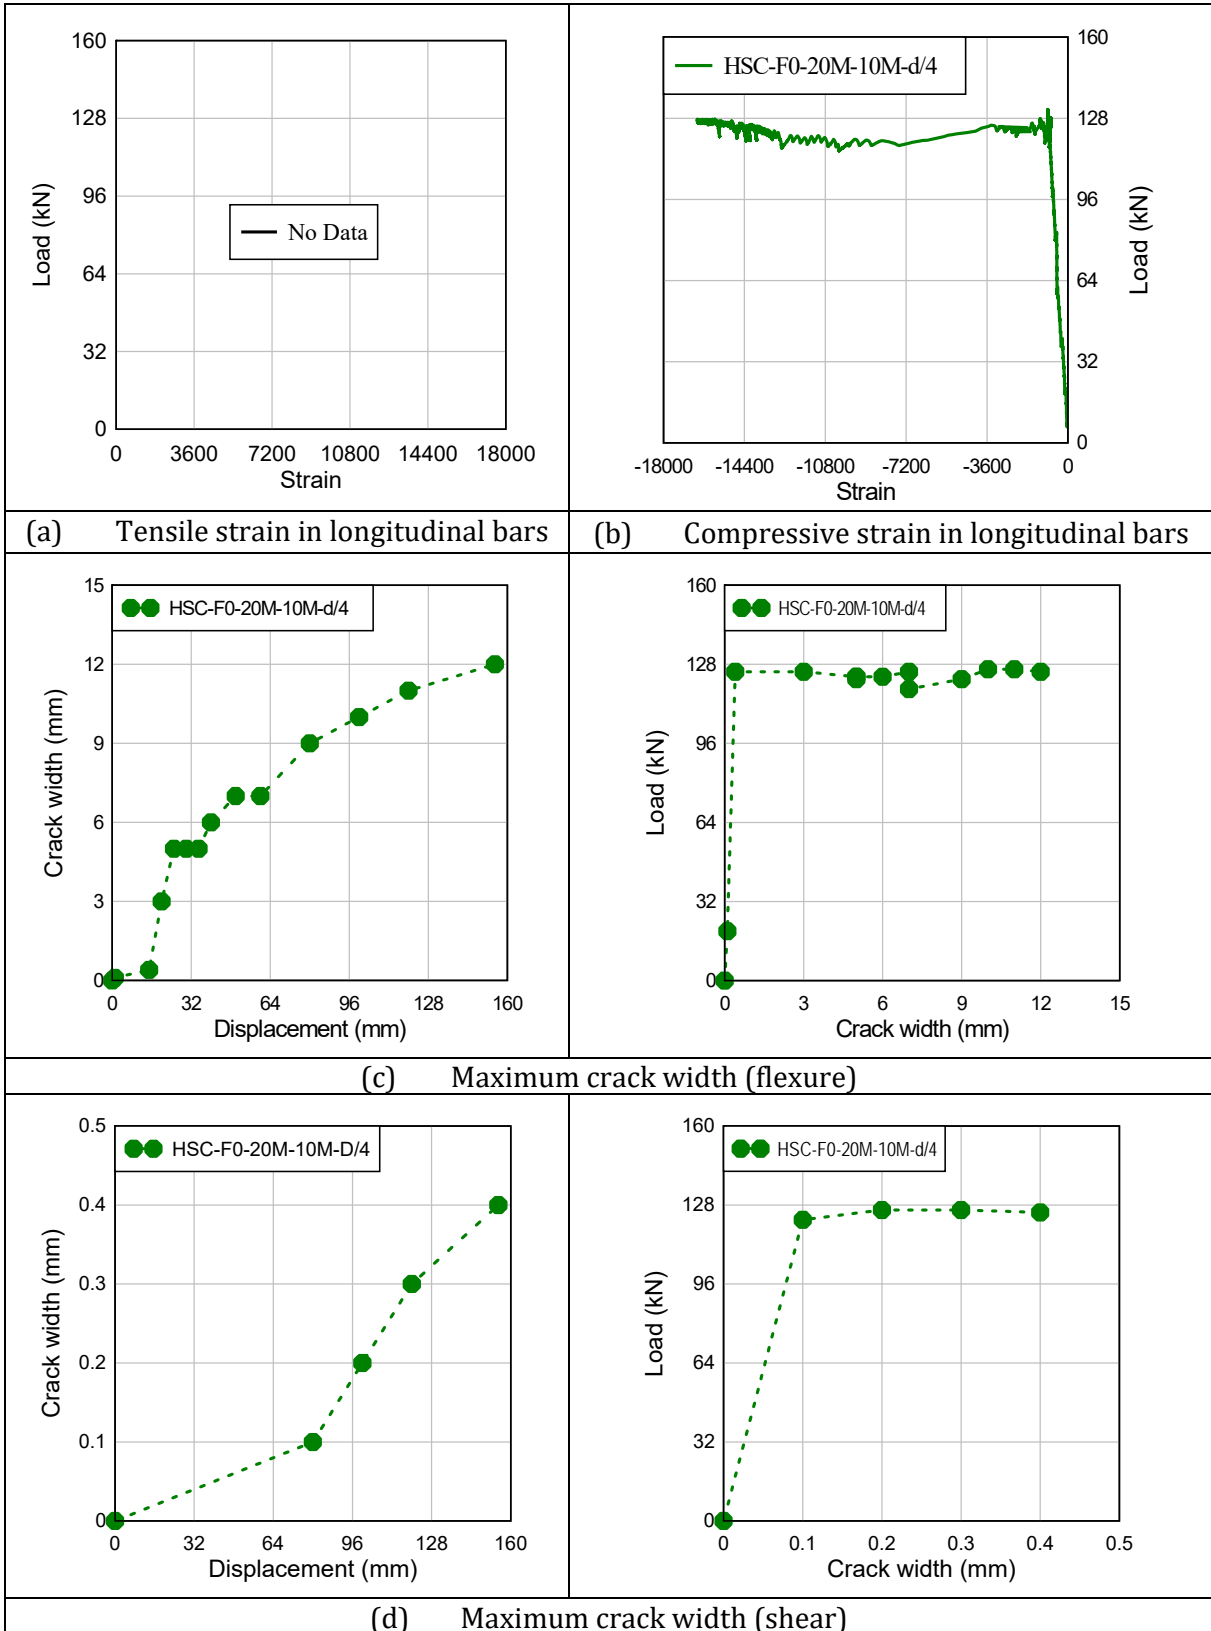 160
128
96
64
32
0
Load (kN)
No Data
0 3600 7200 10800 14400 18000
Strain
HSC-F0-20M-10M-d/4
160
128
96
64
32
0
Load (kN)
-18000 -14400 -10800 -7200 -3600 0
Strain
(a) Tensile strain in longitudinal bars
(b) Compressive strain in longitudinal bars
15
12
9
6
3
0
Crack width (mm)
HSC-F0-20M-10M-d/4
0 32 64 96 128 160
Displacement (mm)
160
128
96
64
32
0
Load (kN)
HSC-F0-20M-10M-d/4
0 3 6 9 12 15
Crack width (mm)
(c) Maximum crack width (flexure)
0.5
0.4
0.3
0.2
0.1
0
Crack width (mm)
HSC-F0-20M-10M-D/4
0 32 64 96 128 160
Displacement (mm)
160
128
96
64
32
0
Load (kN)
HSC-F0-20M-10M-d/4
0 0.1 0.2 0.3 0.4 0.5
Crack width (mm)
(d) Maximum crack width (shear)